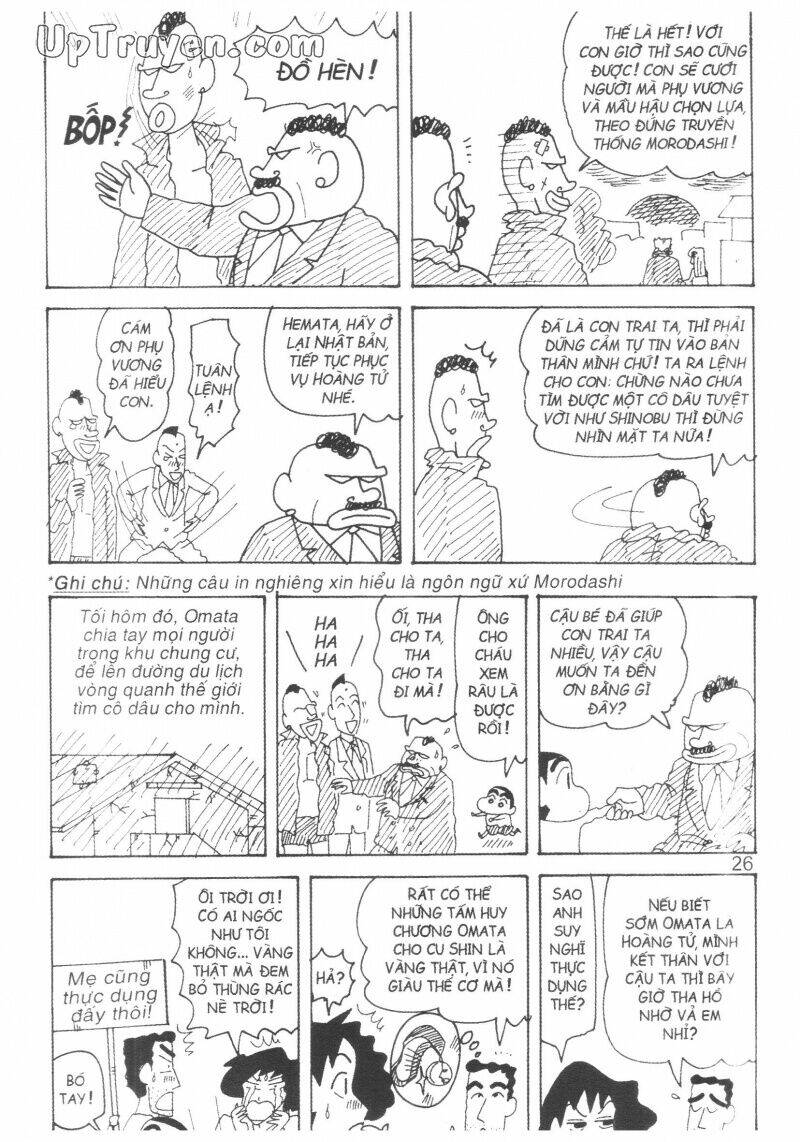 UpTruyen.com
THẾ LÀ HẾT! VỚI
CON GIỜ THÌ SAO CŨNG
ĐƯỢC! CON SẼ CƯỚI
NGƯỜI MÀ PHỤ VƯƠNG
VÀ MẪU HẬU CHỌN LỰA,
THEO ĐÚNG TRUYỀN
THỐNG MORODASHI!
BỐP!
ĐỒ HÈN!
ĐÃ LÀ CON TRAI TA, THÌ PHẢI
DŨNG CẢM TỰ TIN VÀO BẢN
THÂN MÌNH CHỨ! TA RA LỆNH
CHO CON: CHỪNG NÀO CHƯA
TÌM ĐƯỢC MỘT CÔ DÂU TUYỆT
VỜI NHƯ SHINOBU THÌ ĐỪNG
NHÌN MẶT TA NỮA!
HEMATA, HÃY Ở
LẠI NHẬT BẢN,
TIẾP TỤC PHỤC
VỤ HOÀNG TỬ
NHÉ.
TUÂN
LỆNH
Ạ!
CÁM
ƠN PHỤ
VƯƠNG
ĐÃ HIỂU
CON.
*Ghi chú: Những câu in nghiêng xin hiểu là ngôn ngữ xứ Morodashi
CẬU BÉ ĐÃ GIÚP
CON TRAI TA
NHIỀU, VẬY CẬU
MUỐN TA ĐỀN
ƠN BẰNG GÌ
ĐÂY?
ÔNG
CHO
CHÁU
XEM
RÂU LÀ
ĐƯỢC
RỒI!
ỐI, THA
CHO TA,
THA
CHO TA
ĐI MÀ!
HA
HA
HA
Tối hôm đó, Omata
chia tay mọi người
trong khu chung cư,
để lên đường du lịch
vòng quanh thế giới
tìm cô dâu cho mình.
26
NẾU BIẾT
SỚM OMATA LÀ
HOÀNG TỬ, MÌNH
KẾT THÂN VỚI
CẬU TA THÌ BÂY
GIỜ THA HỒ
NHỜ VẢ EM
NHỈ?
SAO
ANH
SUY
NGHĨ
THỰC
DỤNG
THẾ?
RẤT CÓ THỂ
NHỮNG TẤM HUY
CHƯƠNG OMATA
CHO CU SHIN LÀ
VÀNG THẬT, VÌ NÓ
GIÀU THẾ CƠ MÀ!
HẢ?
ÔI TRỜI ƠI!
CÓ AI NGỐC
NHƯ TÔI
KHÔNG... VÀNG
THẬT MÀ ĐEM
BỎ THÙNG RÁC
NÈ TRỜI!
Mẹ cũng
thực dụng
đấy thôi!
BÓ
TAY!